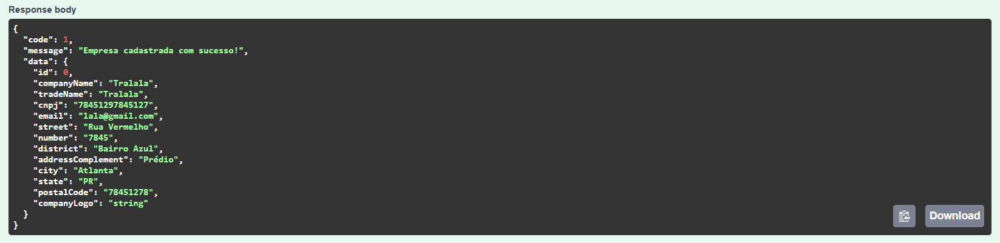 Response body
{
  "code": 1,
  "message": "Empresa cadastrada com sucesso!",
  "data": {
    "id": 0,
    "companyName": "Tralala",
    "tradeName": "Tralala",
    "cnpj": "78451297845127",
    "email": "lala@gmail.com",
    "street": "Rua Vermelho",
    "number": "7845",
    "district": "Bairro Azul",
    "addressComplement": "Prédio",
    "city": "Atlanta",
    "state": "PR",
    "postalCode": "78451278",
    "companyLogo": "string"
  }
}
Download